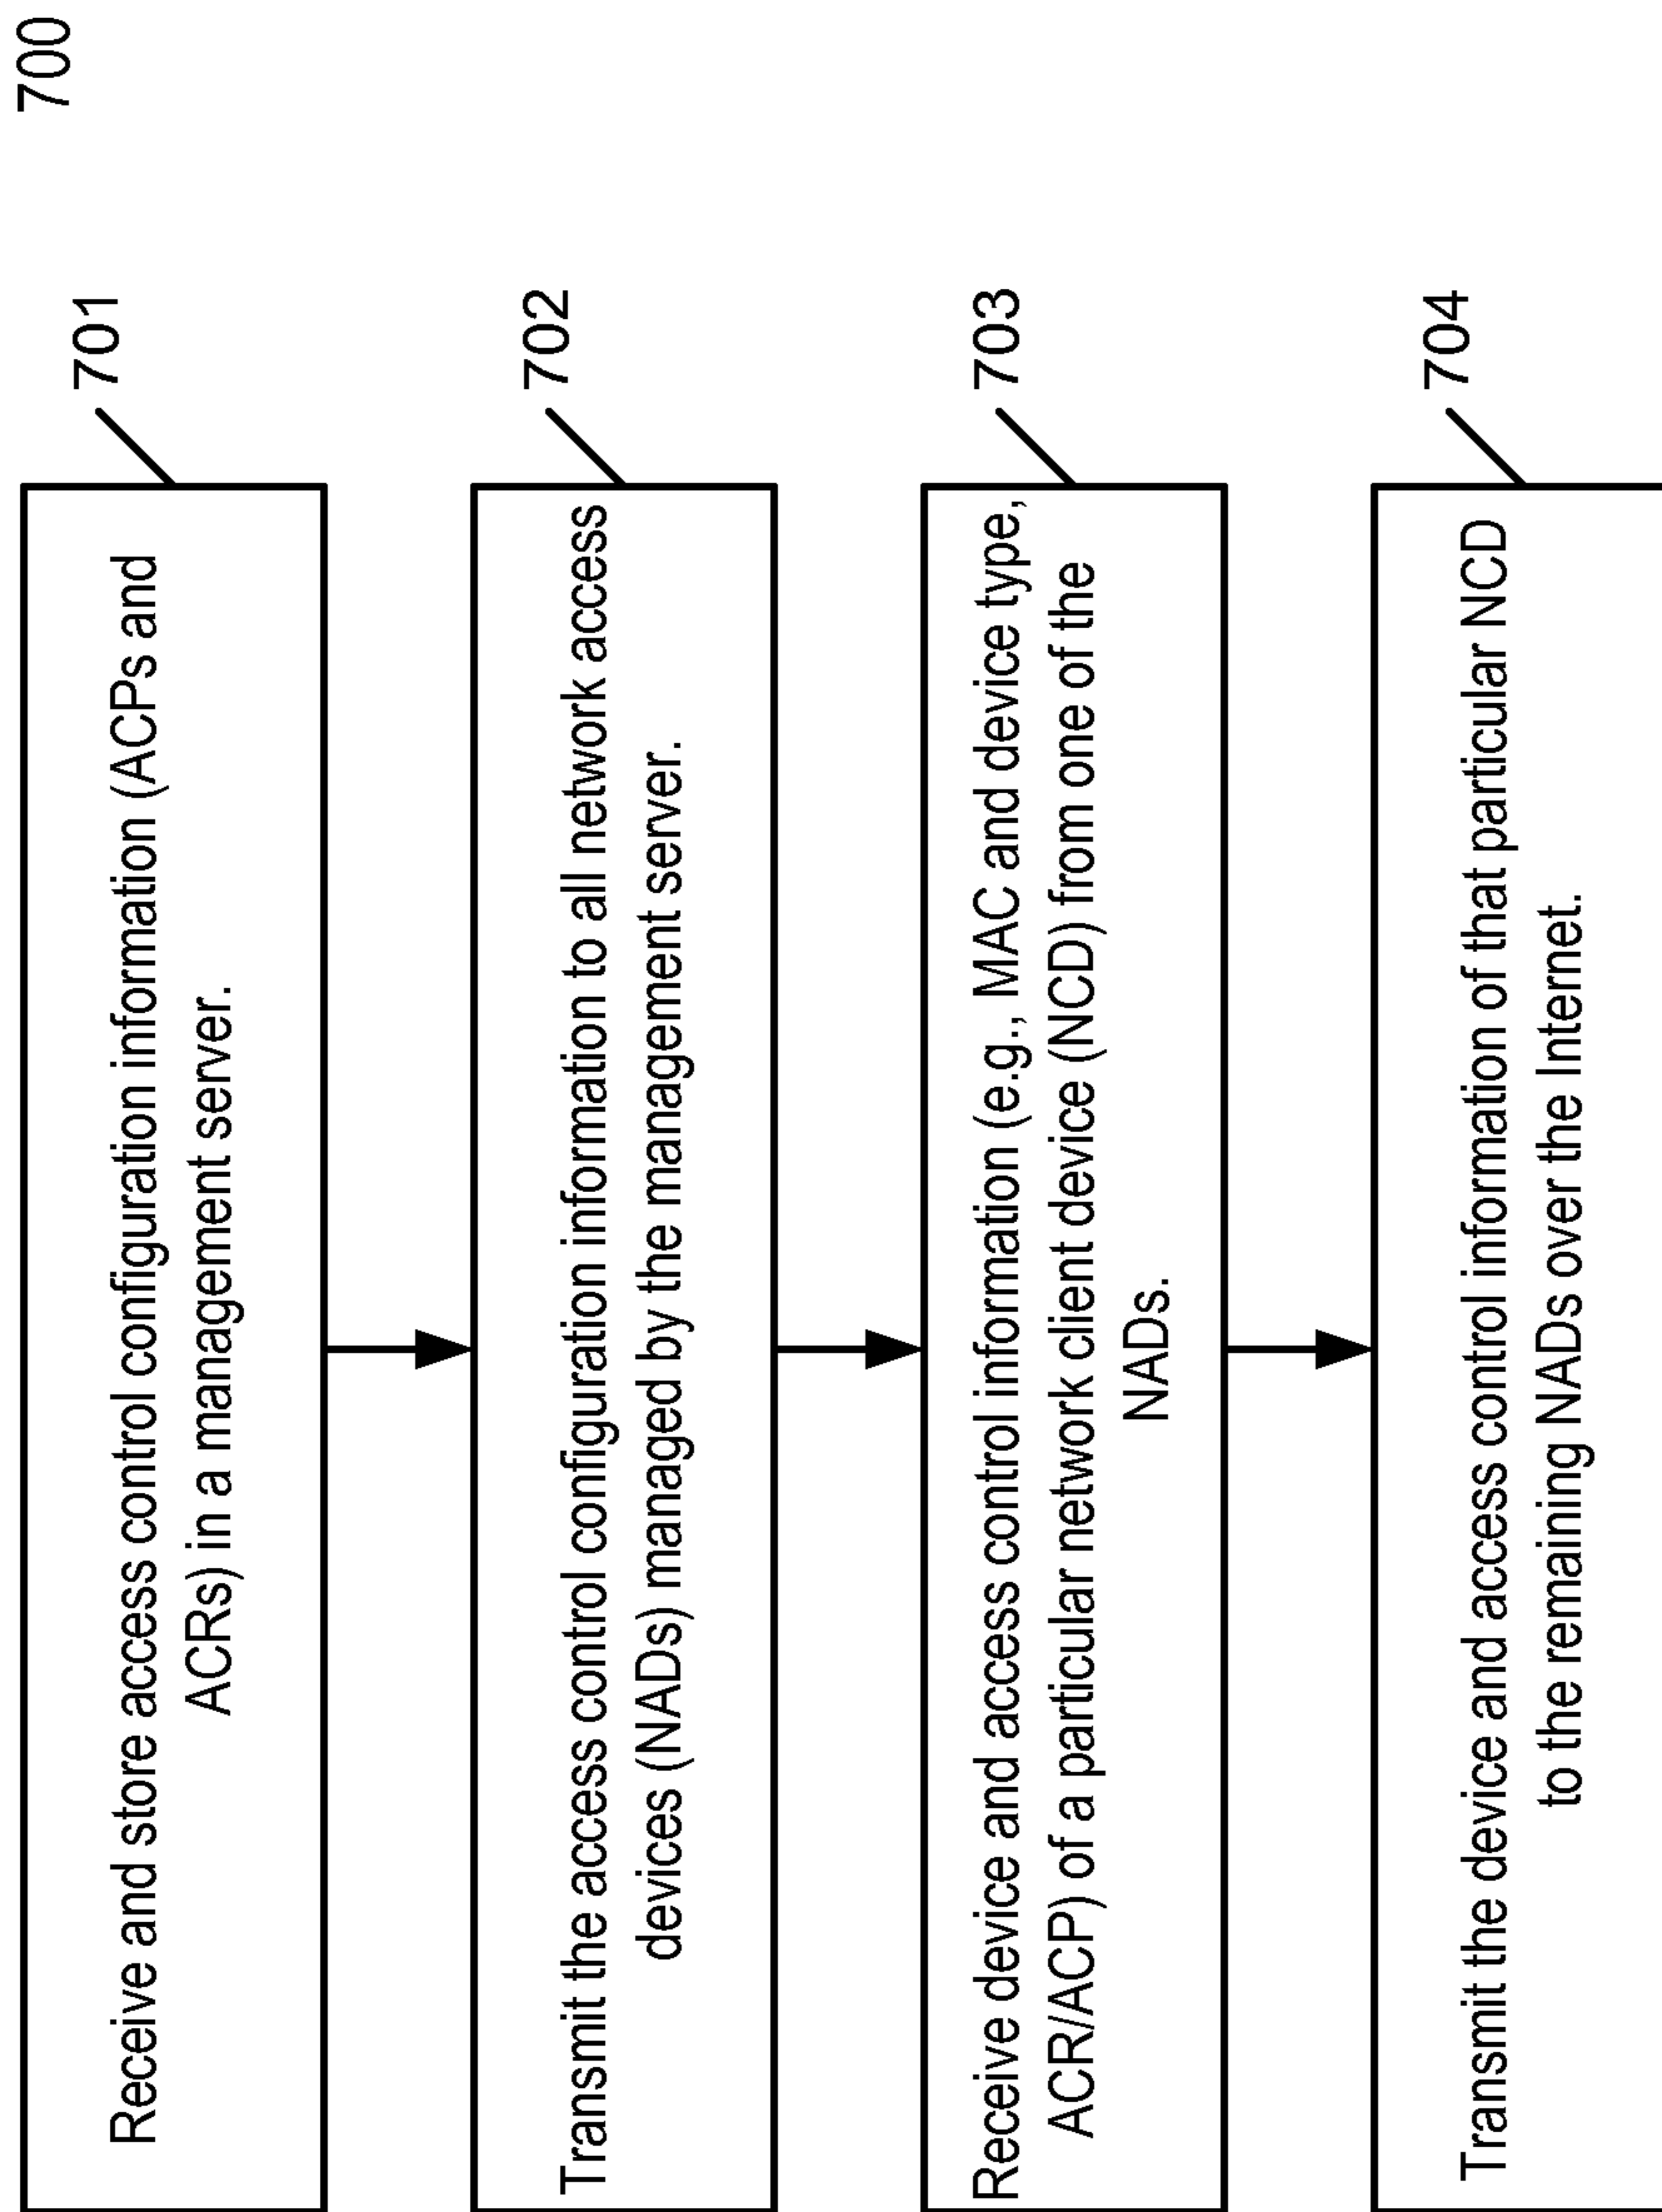 700
701
Receive and store access control configuration information (ACPs and
ACRs) in a management server.
702
Transmit the access control configuration information to all network access
devices (NADs) managed by the management server.
703
Receive device and access control information (e.g., MAC and device type,
ACR/ACP) of a particular network client device (NCD) from one of the
NADs.
704
Transmit the device and access control information of that particular NCD
to the remaining NADs over the Internet.